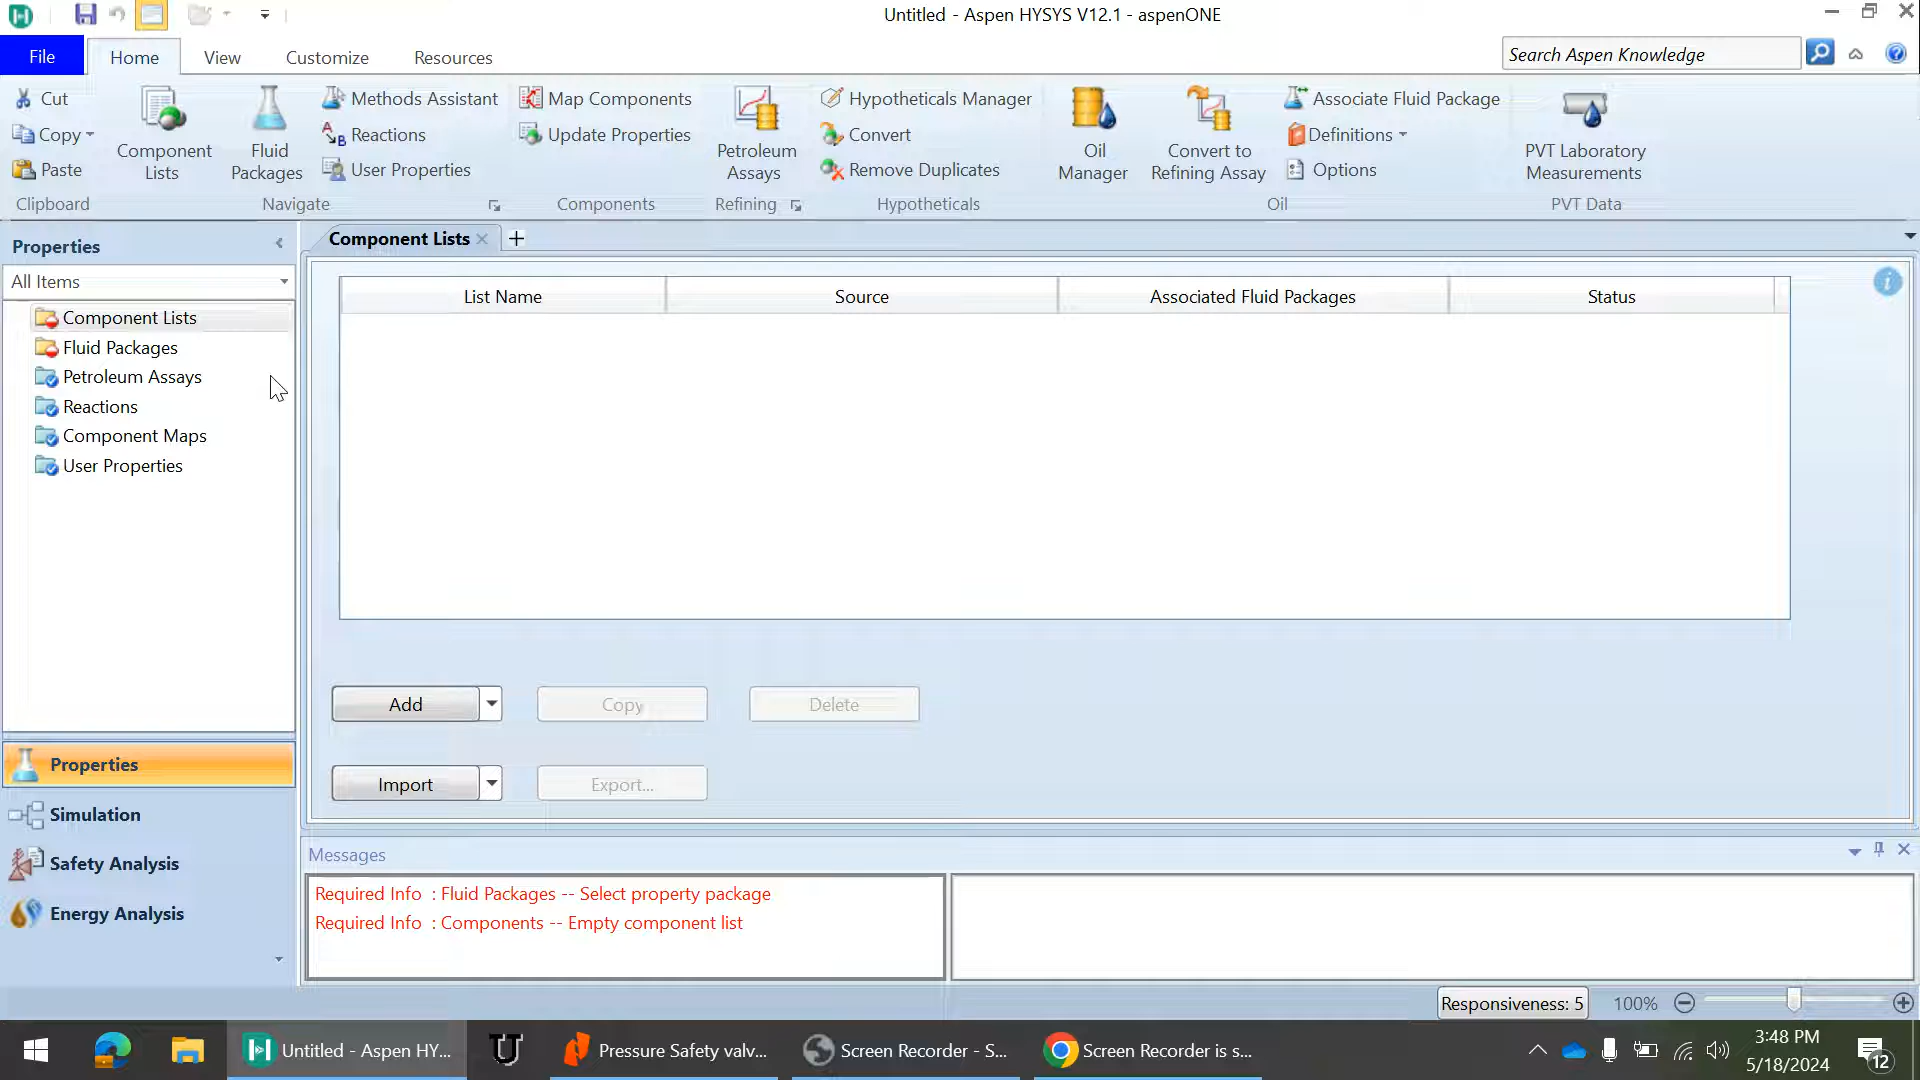 Untitled - Aspen HYSYS V12.1 - aspenONE
File
Home
View
Customize
Resources
Search Aspen Knowledge
Cut
Copy
Paste
Clipboard
Component
Lists
Fluid
Packages
Methods Assistant
Reactions
User Properties
Navigate
Map Components
Update Properties
Components
Petroleum
Assays
Refining
Hypotheticals Manager
Convert
Remove Duplicates
Hypotheticals
Oil
Manager
Convert to
Refining Assay
Associate Fluid Package
Definitions
Options
Oil
PVT Laboratory
Measurements
PVT Data
Properties
All Items
Component Lists
Fluid Packages
Petroleum Assays
Reactions
Component Maps
User Properties
Properties
Simulation
Safety Analysis
Energy Analysis
Component Lists
List Name
Source
Associated Fluid Packages
Status
Add
Copy
Delete
Import
Export...
Messages
Required Info : Fluid Packages -- Select property package
Required Info : Components -- Empty component list
Responsiveness: 5
100%
Untitled - Aspen HY...
Pressure Safety valv...
Screen Recorder - S...
Screen Recorder is s...
3:48 PM
5/18/2024
12